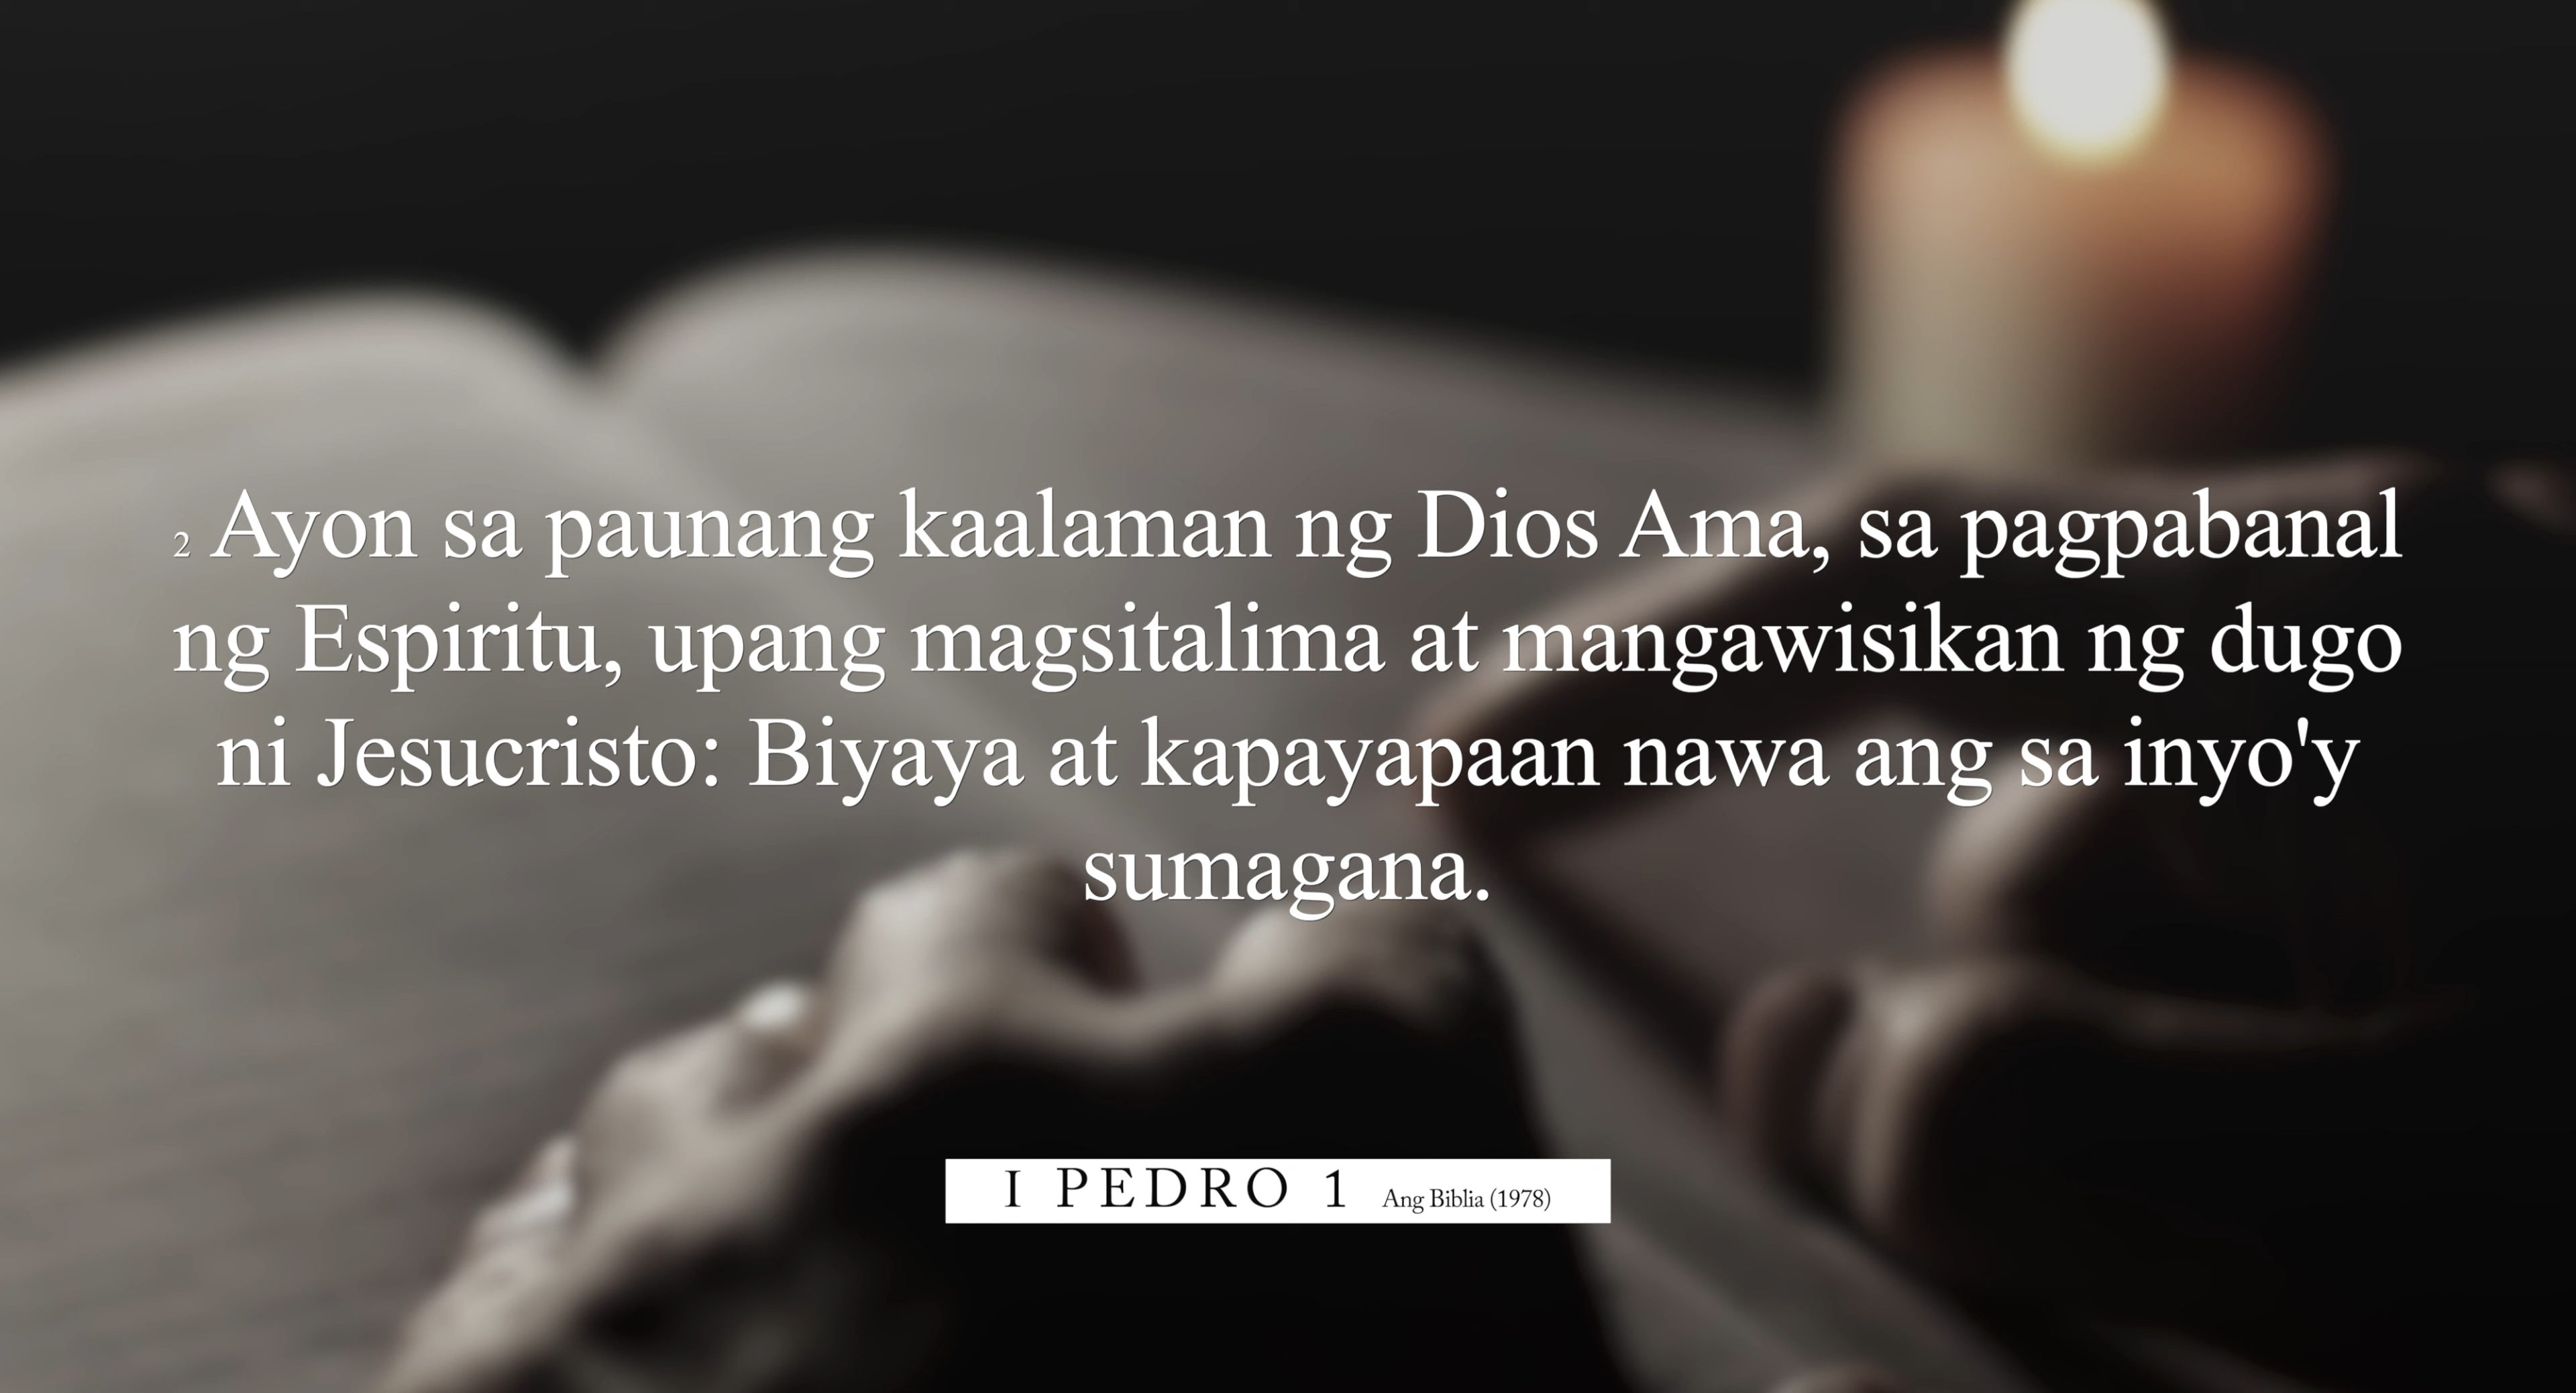 2 Ayon sa paunang kaalaman ng Dios Ama, sa pagpabanal
ng Espiritu, upang magsitalima at mangawisikan ng dugo
ni Jesucristo: Biyaya at kapayapaan nawa ang sa inyo'y
sumagana.
I PEDRO 1 Ang Biblia (1978)